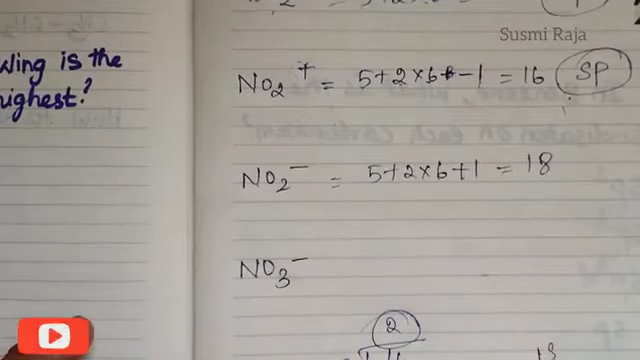 Susmi Raja
wing is the
highest?
NO₂⁺ = 5+2×6-1 = 16 SP
NO₂⁻ = 5+2×6+1 = 18
NO₃⁻
2